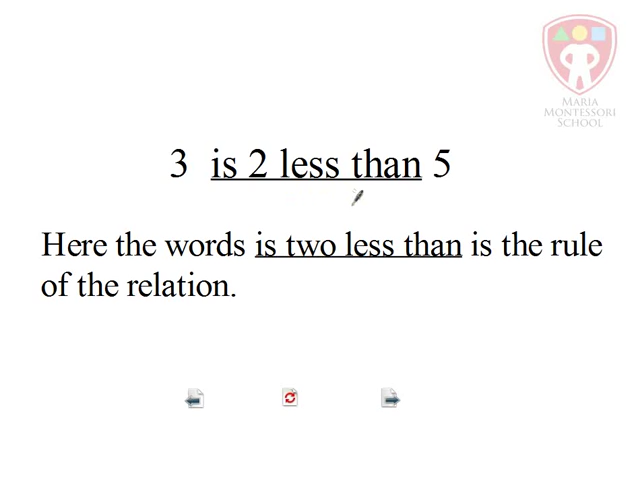 MARIA
MONTESSORI
SCHOOL
3 is 2 less than 5
Here the words is two less than is the rule
of the relation.